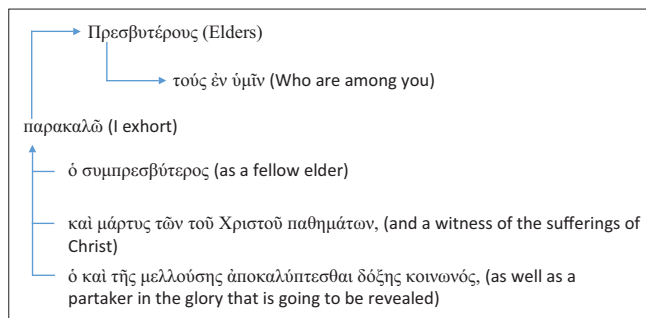 Πρεσβυτέρους (Elders)
τούς ἐν ὑμῖν (Who are among you)
παρακαλῶ (I exhort)
ὁ συμπρεσβύτερος (as a fellow elder)
καὶ μάρτυς τῶν τοῦ Χριστοῦ παθημάτων, (and a witness of the sufferings of
Christ)
ὁ καὶ τῆς μελλούσης ἀποκαλύπτεσθαι δόξης κοινωνός, (as well as a
partaker in the glory that is going to be revealed)